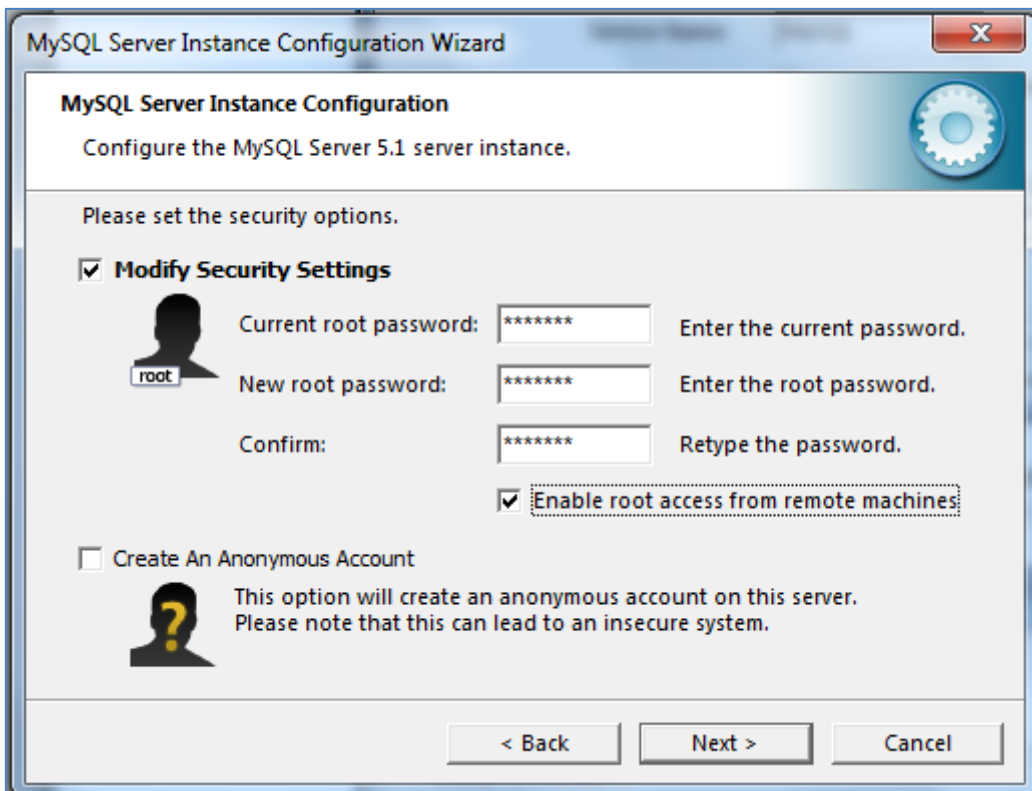 MySQL Server Instance Configuration Wizard
MySQL Server Instance Configuration
Configure the MySQL Server 5.1 server instance.
Please set the security options.
Modify Security Settings
root
Current root password: ******* Enter the current password.
New root password: ******* Enter the root password.
Confirm: ******* Retype the password.
Enable root access from remote machines
Create An Anonymous Account
?
This option will create an anonymous account on this server.
Please note that this can lead to an insecure system.
< Back Next > Cancel